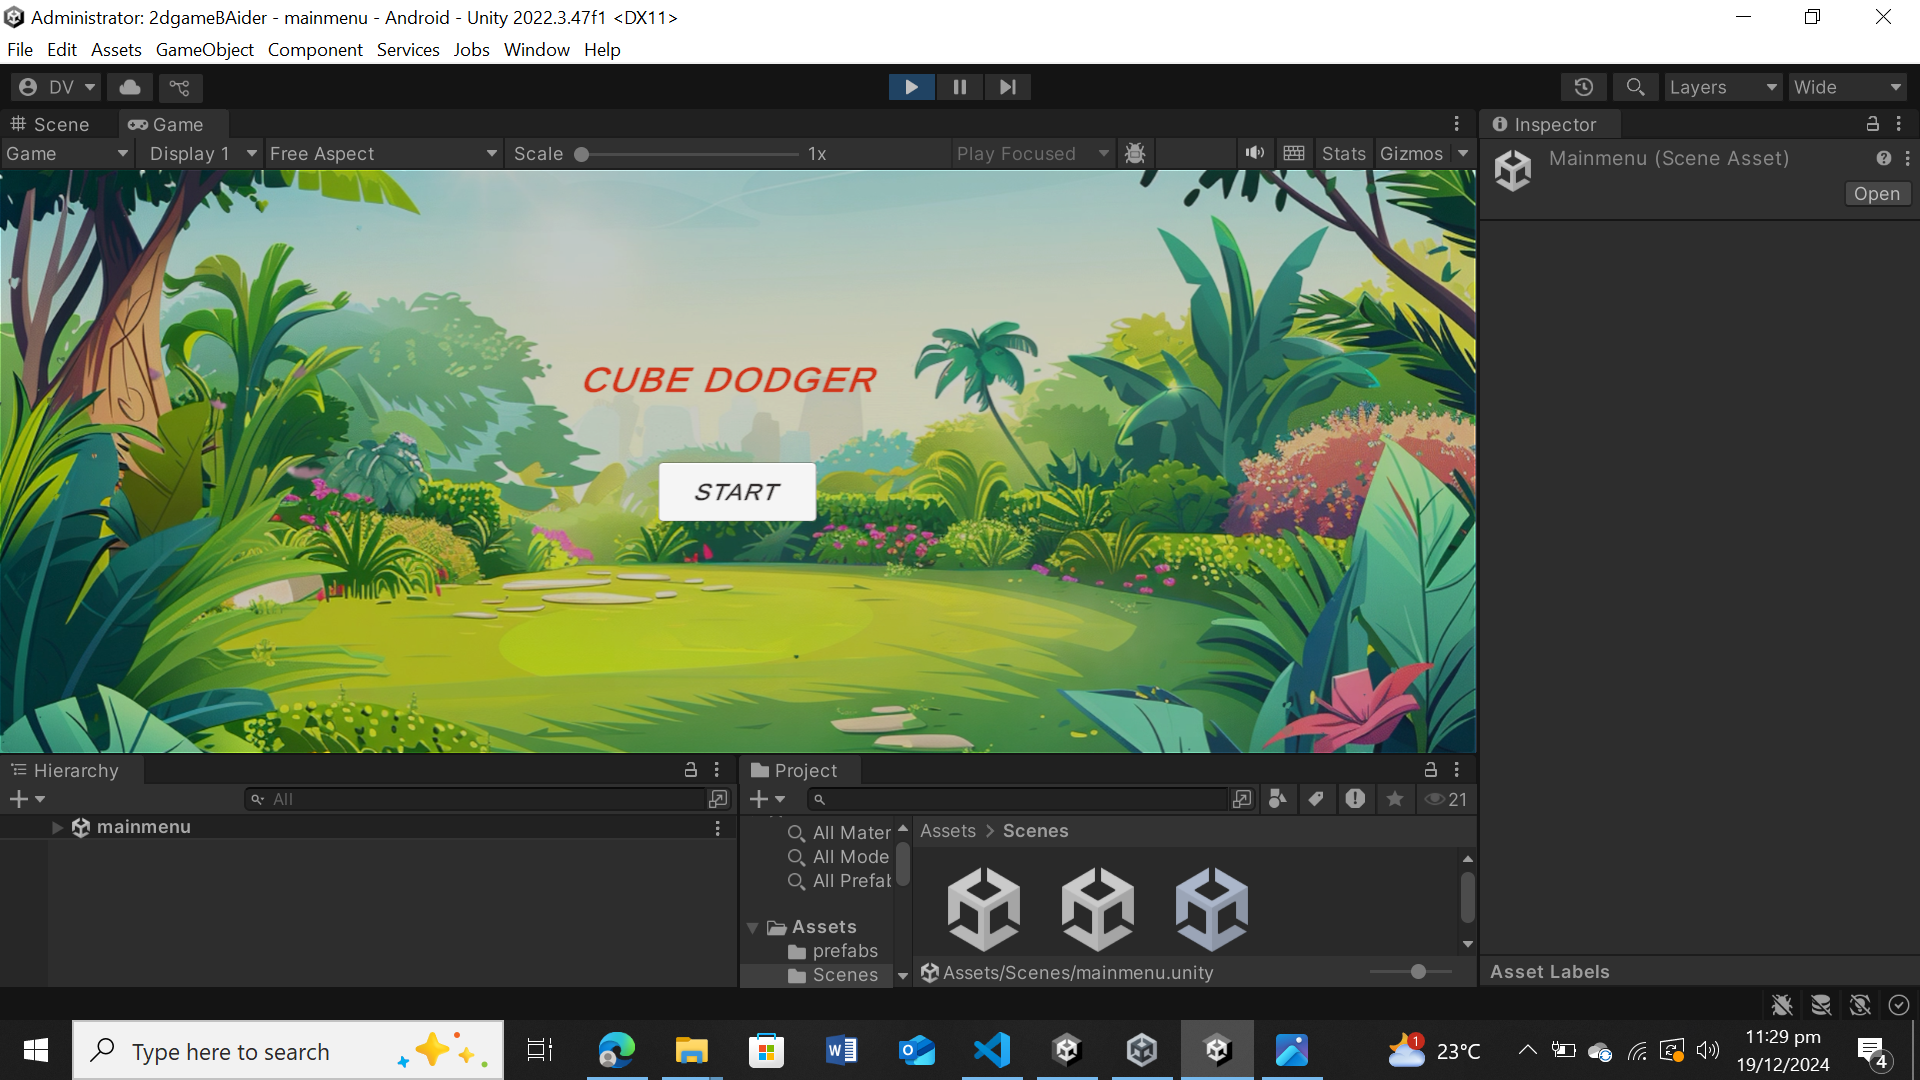 Administrator: 2dgameBAider - mainmenu - Android - Unity 2022.3.47f1 <DX11>
File Edit Assets GameObject Component Services Jobs Window Help
DV Layers Wide
Scene Game Inspector
Game Display 1 Free Aspect Scale 1x Play Focused Stats Gizmos
Mainmenu (Scene Asset)
Open
CUBE DODGER
START
Hierarchy Project
All 21
mainmenu
All Mater
All Mode
All Prefab
Assets > Scenes
Assets
prefabs
Scenes
Assets/Scenes/mainmenu.unity
Asset Labels
Type here to search
1 23°C
11:29 pm
19/12/2024
4